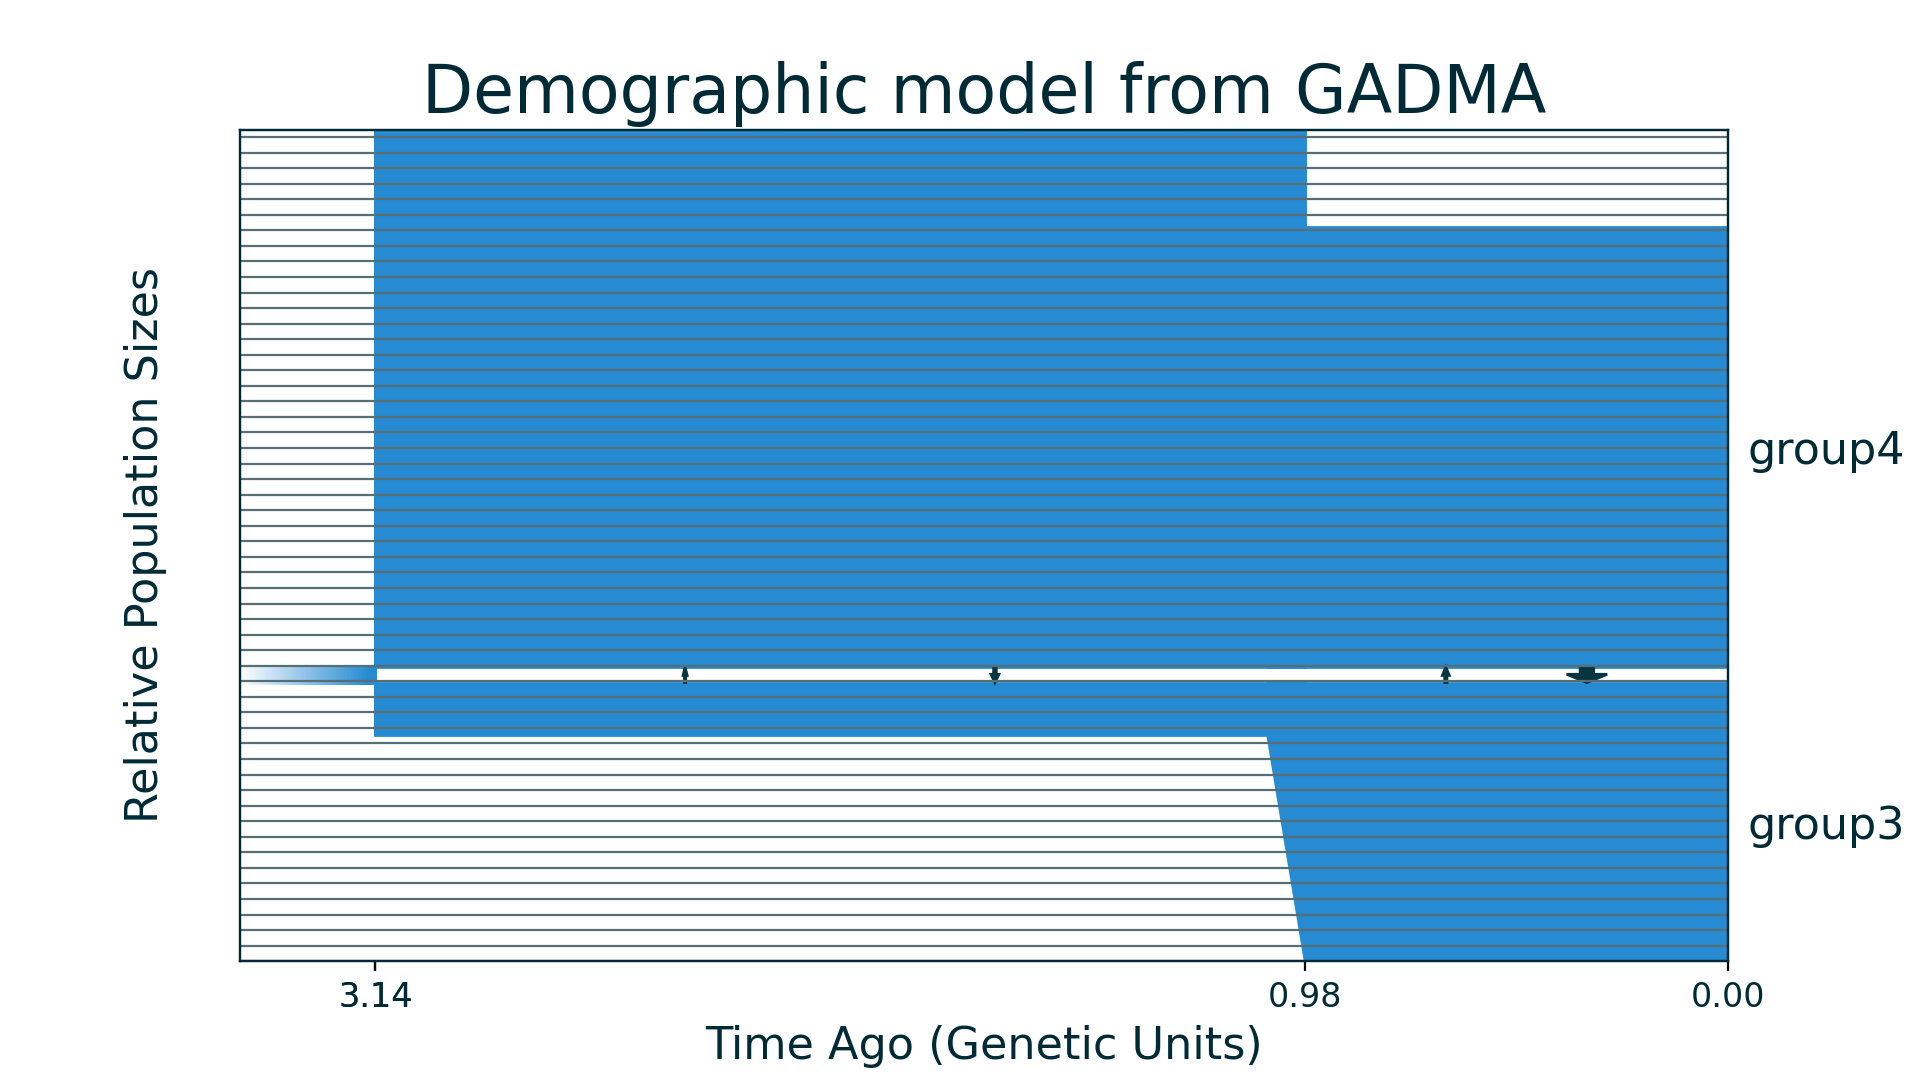 Demographic model from GADMA
Relative Population Sizes
group4
group3
3.14 0.98 0.00
Time Ago (Genetic Units)